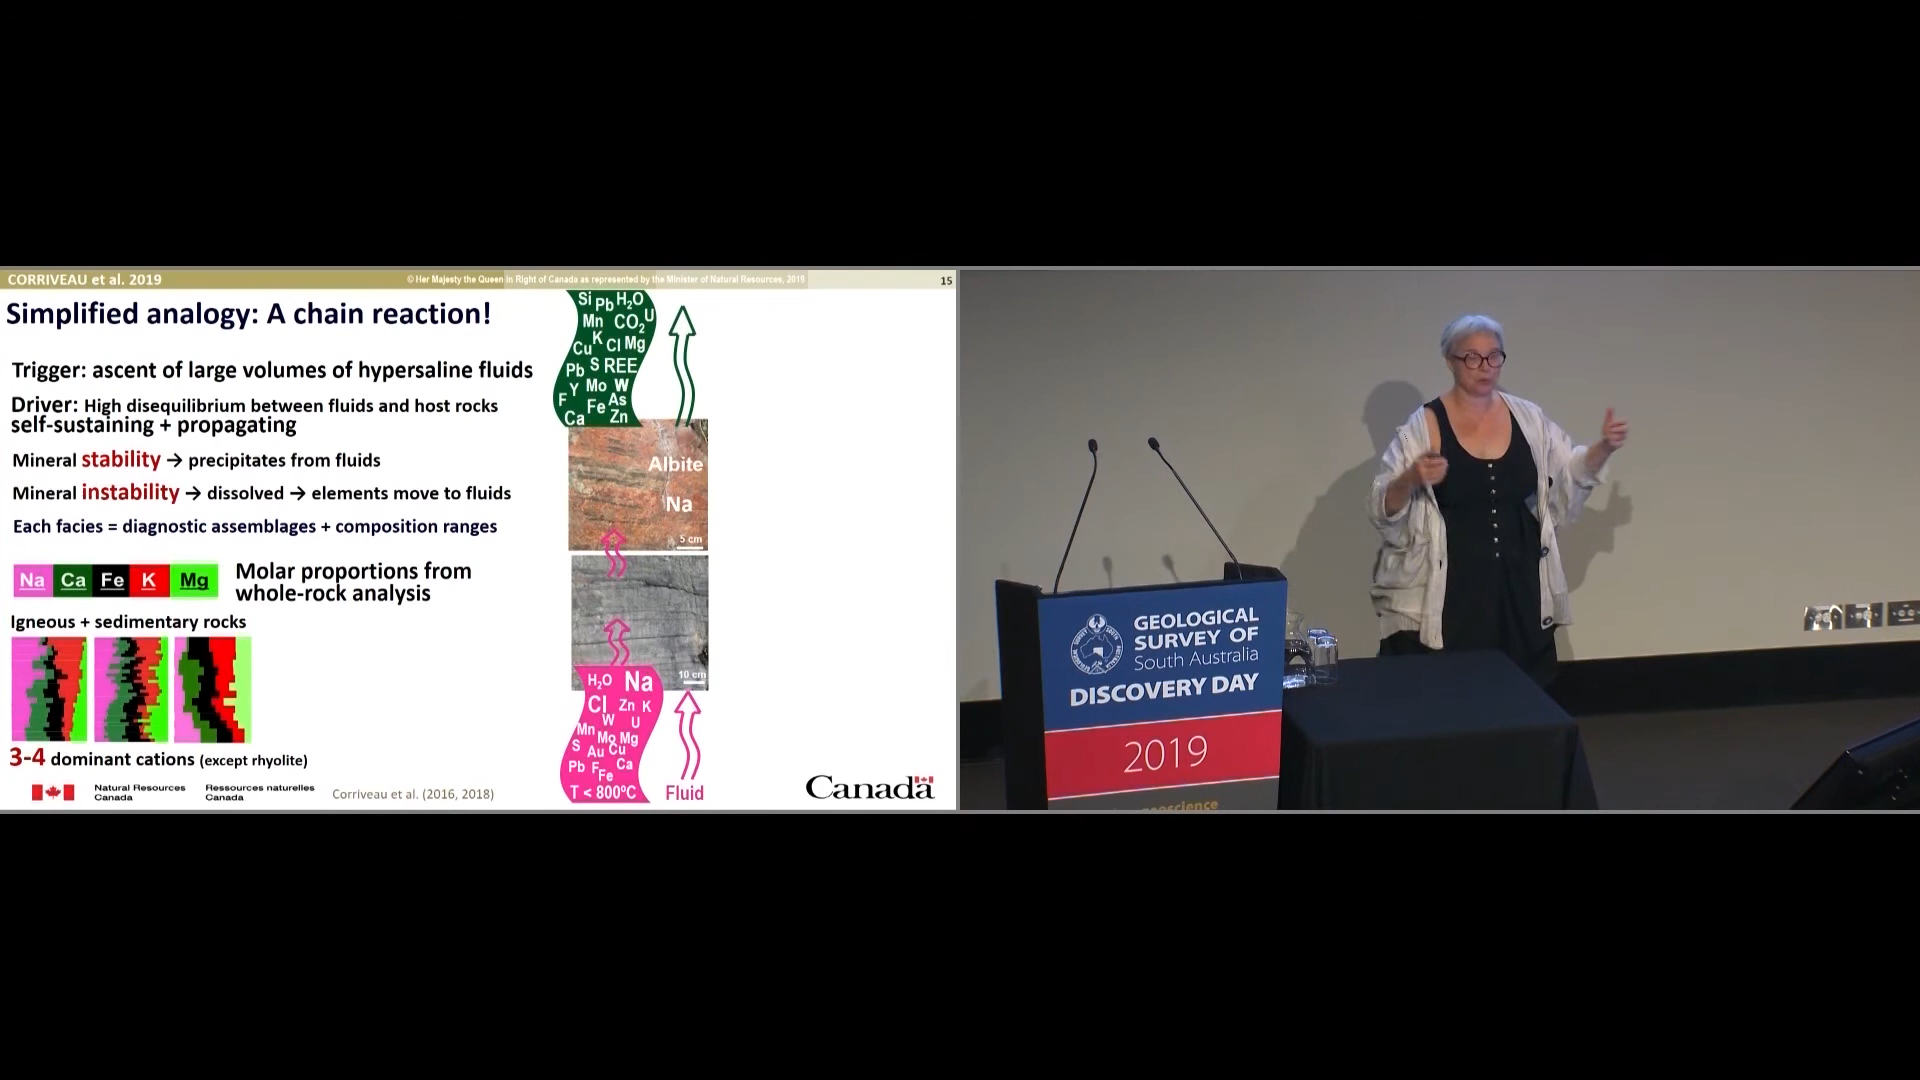 CORRIVEAU et al. 2019
© Her Majesty the Queen in Right of Canada as represented by the Minister of Natural Resources, 2019
15
Simplified analogy: A chain reaction!
Trigger: ascent of large volumes of hypersaline fluids
Driver: High disequilibrium between fluids and host rocks
self-sustaining + propagating
Mineral stability → precipitates from fluids
Mineral instability → dissolved → elements move to fluids
Each facies = diagnostic assemblages + composition ranges
Na Ca Fe K Mg
Molar proportions from
whole-rock analysis
Igneous + sedimentary rocks
3-4 dominant cations (except rhyolite)
Natural Resources
Canada
Ressources naturelles
Canada
Corriveau et al. (2016, 2018)
Si Pb H₂O
Mn CO₂ U
Cu K Cl Mg
Pb S REE
F Y Mo W
Fe As
Ca Zn
Albite
Na
5 cm
10 cm
H₂O Na
Cl Zn K
W U
Mn Mo Mg
S Au Cu
Pb F Fe Ca
T < 800ºC
Fluid
Canada
GEOLOGICAL
SURVEY OF
South Australia
DISCOVERY DAY
2019